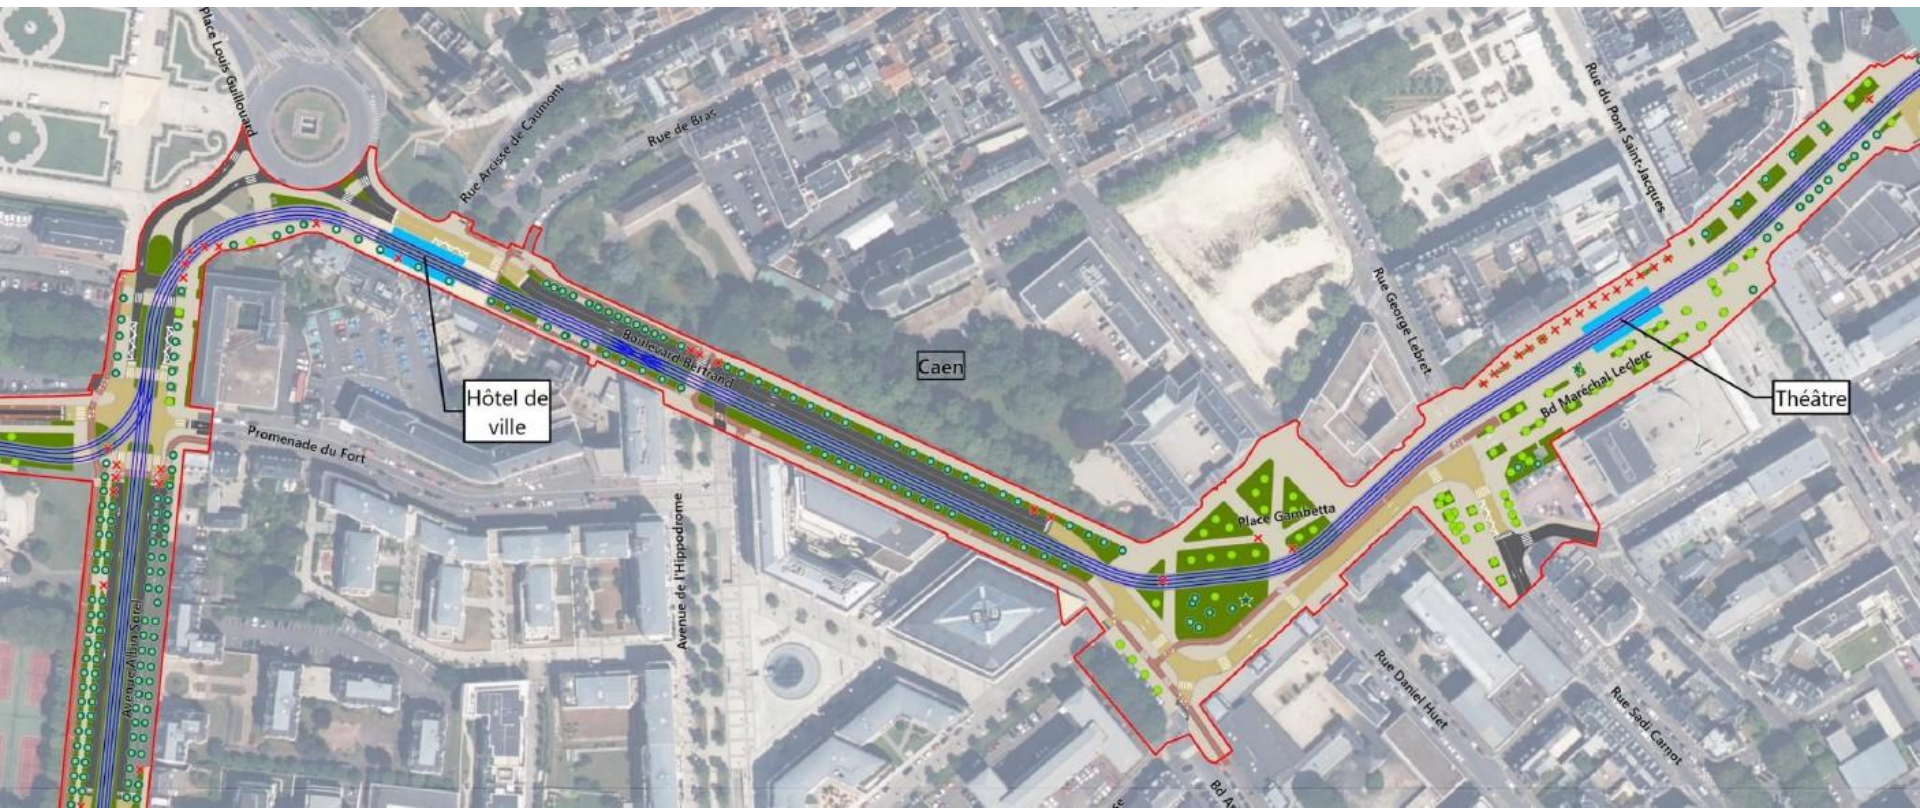 Place Louis Guillouard
Rue Arcisse de Caumont
Rue de Bras
Rue du Pont Saint-Jacques
Rue George Lebret
Boulevard Bertrand
Caen
Hôtel de
ville
Théâtre
Bd Maréchal Leclerc
Promenade du Fort
Place Gambetta
Avenue de l'Hippodrome
Avenue Albin Sorel
Rue Daniel Huet
Rue Sadi Carnot